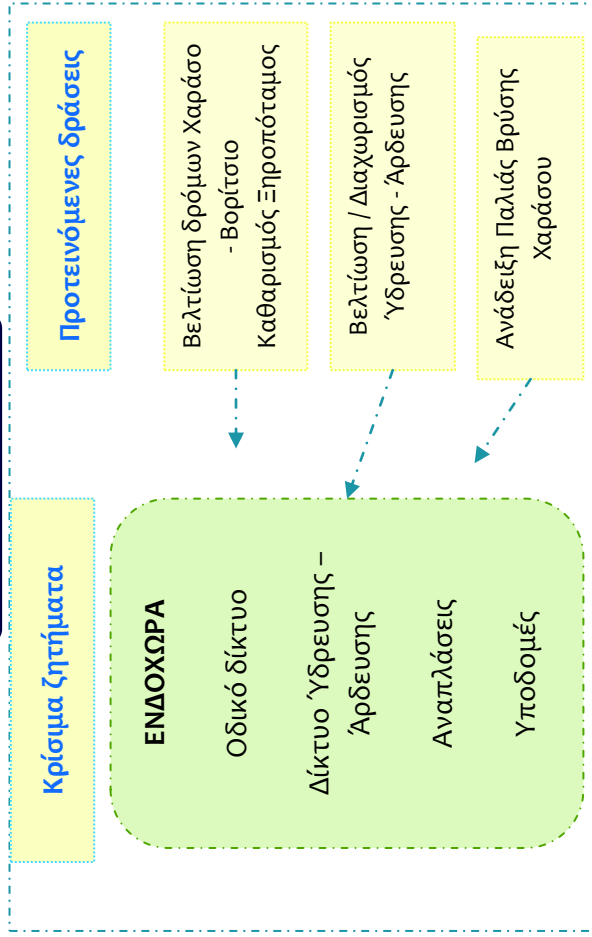 Κρίσιμα ζητήματα
ΕΝΔΟΧΩΡΑ
Οδικό δίκτυο
Δίκτυο Ύδρευσης –
Άρδευσης
Αναπλάσεις
Υποδομές
Προτεινόμενες δράσεις
Βελτίωση δρόμων Χαράσο
- Βορίτσιο
Καθαρισμός Ξηροπόταμος
Βελτίωση / Διαχωρισμός
Ύδρευσης - Άρδευσης
Ανάδειξη Παλιάς Βρύσης
Χαράσου